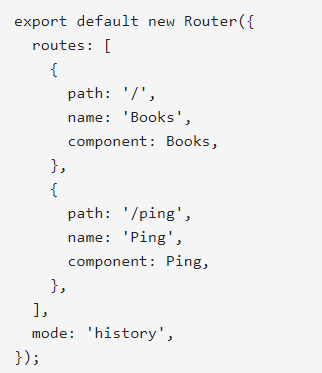 export default new Router({
  routes: [
    {
      path: '/',
      name: 'Books',
      component: Books,
    },
    {
      path: '/ping',
      name: 'Ping',
      component: Ping,
    },
  ],
  mode: 'history',
});